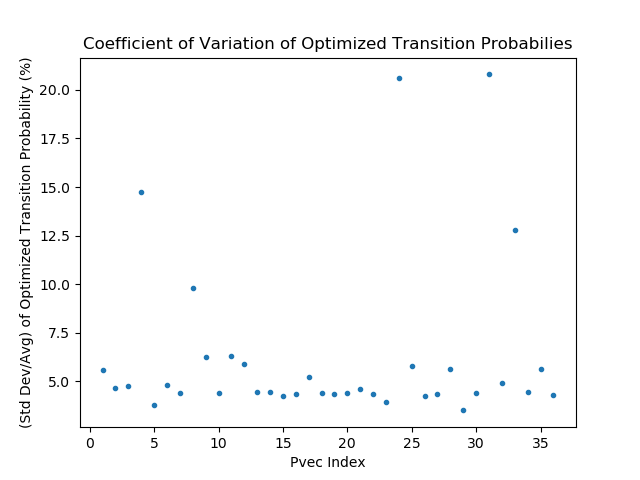 Coefficient of Variation of Optimized Transition Probabilies
(Std Dev/Avg) of Optimized Transition Probability (%)
20.0
17.5
15.0
12.5
10.0
7.5
5.0
0 5 10 15 20 25 30 35
Pvec Index